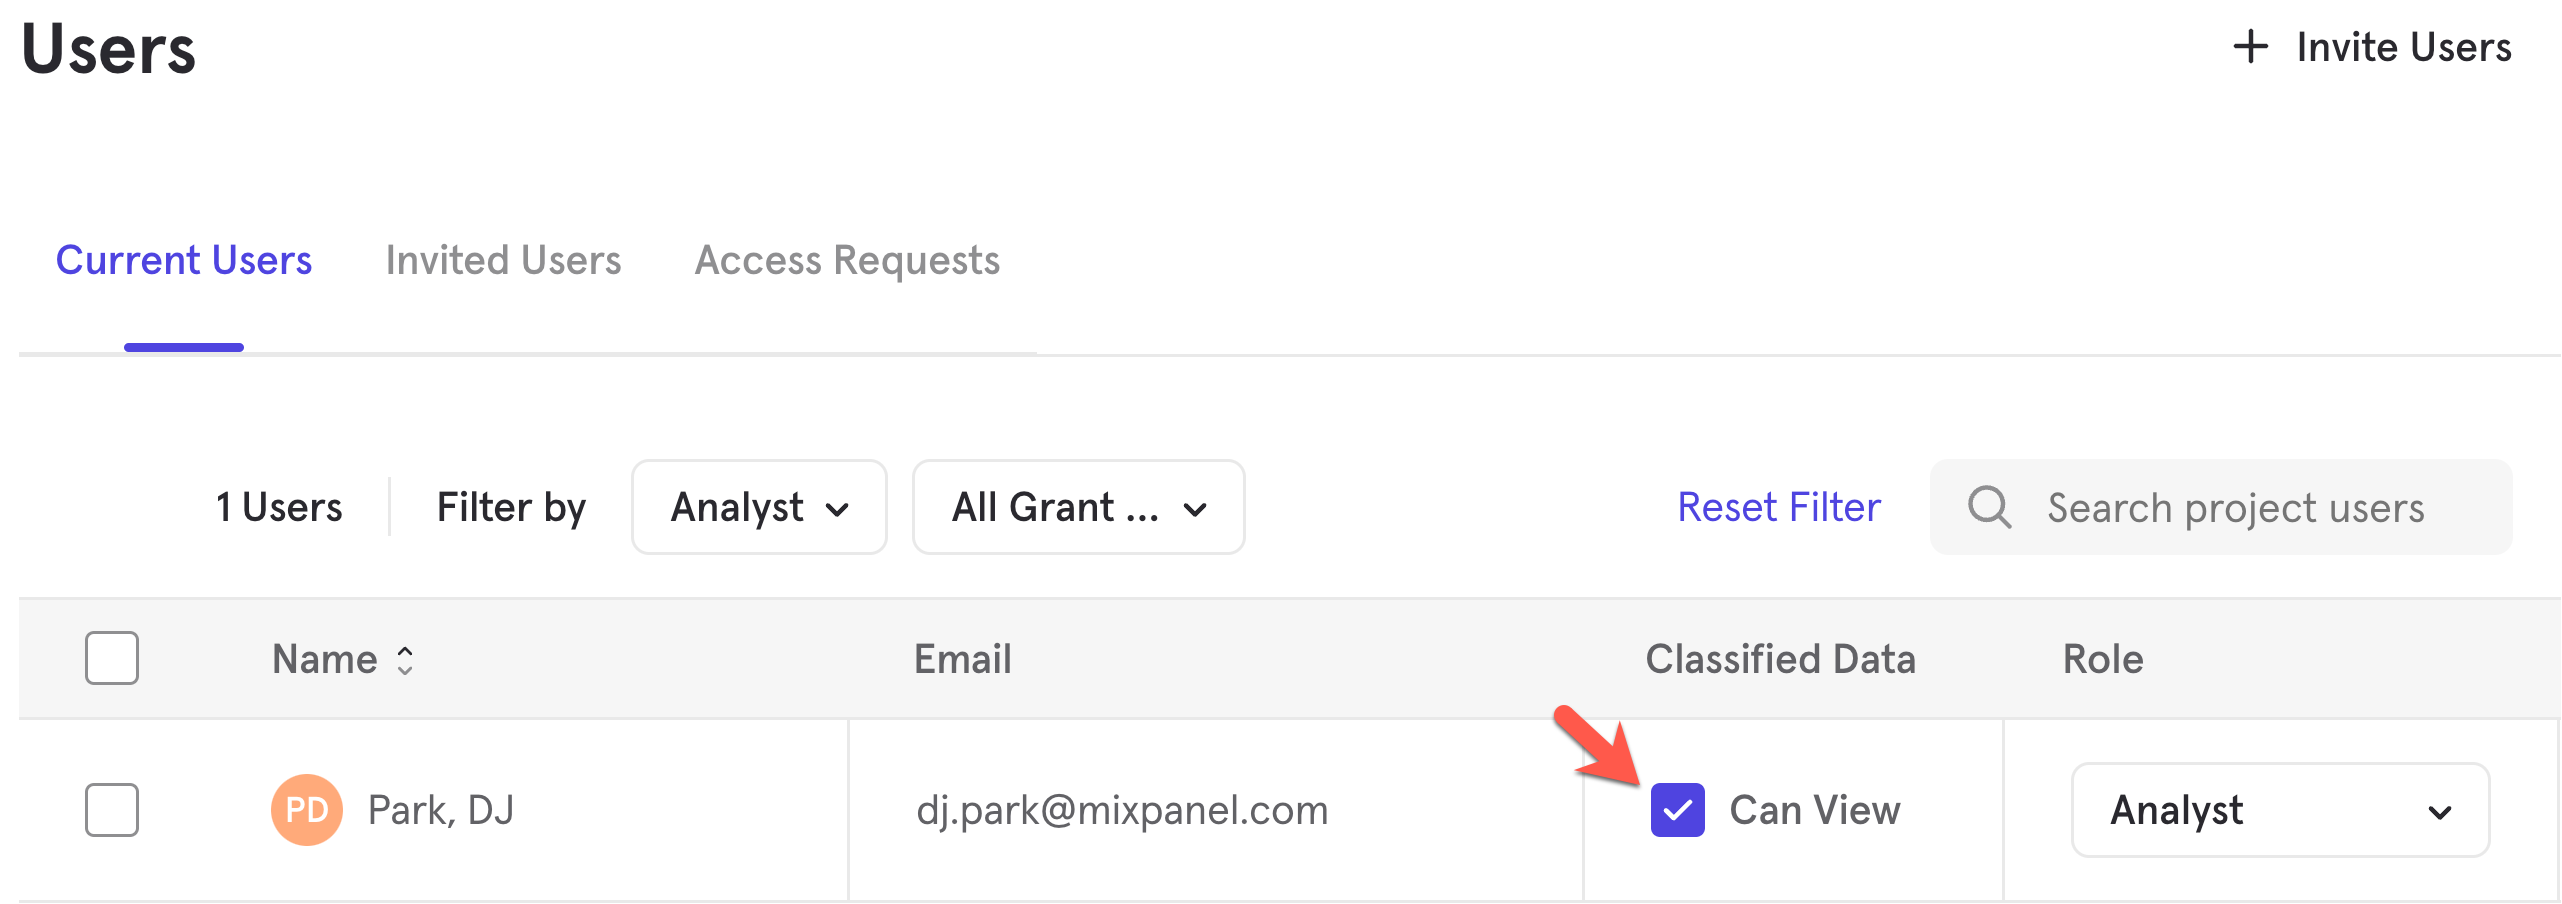 Users
Invite Users
Current Users Invited Users Access Requests
1 Users Filter by Analyst All Grant ... Reset Filter Search project users
Name Email Classified Data Role
PD Park, DJ dj.park@mixpanel.com Can View Analyst